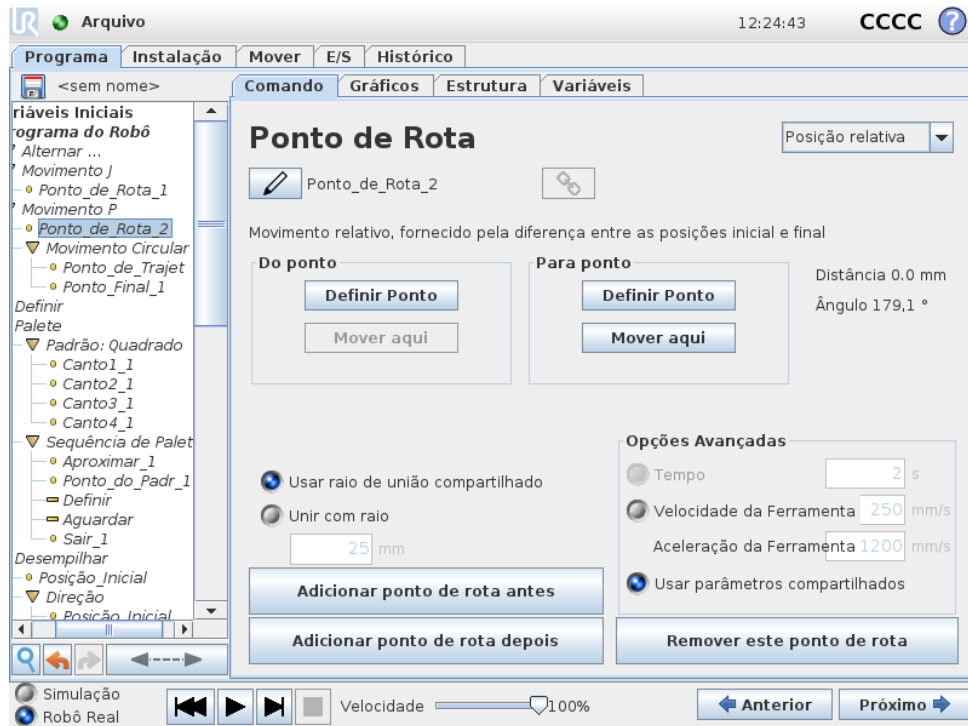 UR Arquivo 12:24:43 CCCC ?
Programa Instalação Mover E/S Histórico
<sem nome> Comando Gráficos Estrutura Variáveis
riáveis Iniciais
rograma do Robô
Alternar ...
Movimento J
Ponto_de_Rota_1
Movimento P
Ponto_de_Rota_2
Movimento Circular
Ponto_de_Trajet
Ponto_Final_1
Definir
Palete
Padrão: Quadrado
Canto1_1
Canto2_1
Canto3_1
Canto4_1
Sequência de Palet
Aproximar_1
Ponto_do_Padr_1
Definir
Aguardar
Sair_1
Desempilhar
Posição_Inicial
Direção
Posição_Inicial
Ponto de Rota
Posição relativa
Ponto_de_Rota_2
Movimento relativo, fornecido pela diferença entre as posições inicial e final
Do ponto
Definir Ponto
Mover aqui
Para ponto
Definir Ponto
Mover aqui
Distância 0.0 mm
Ângulo 179,1 °
Usar raio de união compartilhado
Unir com raio
25 mm
Opções Avançadas
Tempo 2 s
Velocidade da Ferramenta 250 mm/s
Aceleração da Ferramenta 1200 mm/s
Usar parâmetros compartilhados
Adicionar ponto de rota antes
Adicionar ponto de rota depois
Remover este ponto de rota
Simulação
Robô Real
Velocidade 100%
Anterior
Próximo